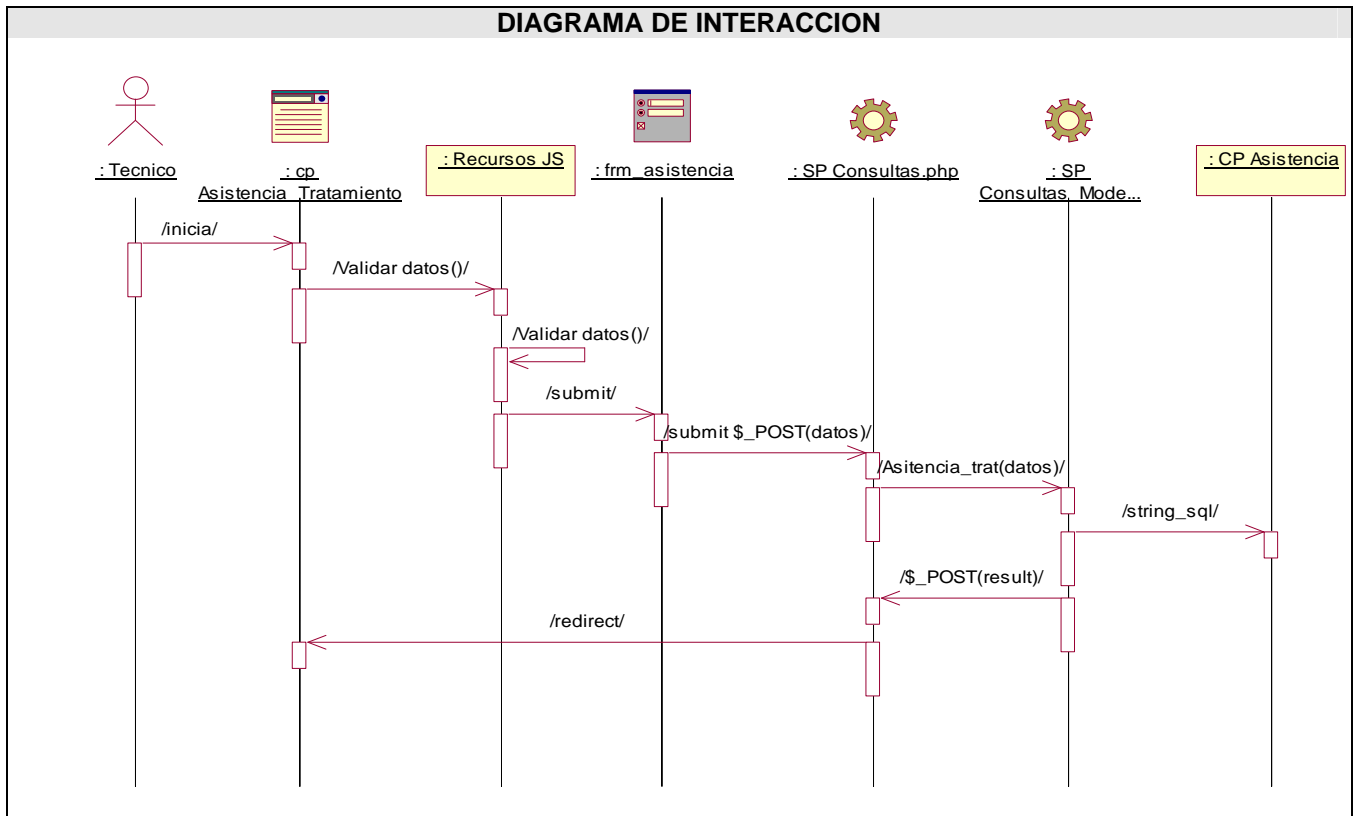 DIAGRAMA DE INTERACCION
: Tecnico
: cp
Asistencia_Tratamiento
: Recursos JS
: frm_asistencia
: SP Consultas.php
: SP
Consultas_Mode...
: CP Asistencia
/inicia/
/Validar datos()/
/Validar datos()/
/submit/
/submit $_POST(datos)/
/Asitencia_trat(datos)/
/string_sql/
/$_POST(result)/
/redirect/